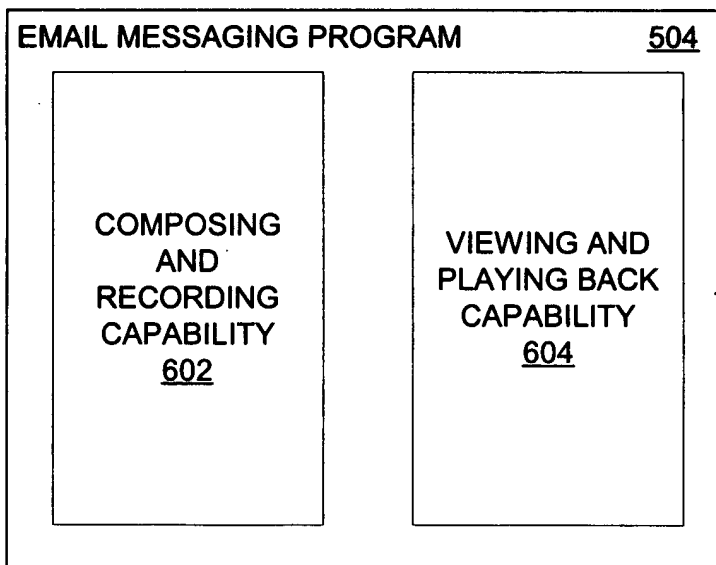 EMAIL MESSAGING PROGRAM 504
COMPOSING
AND
RECORDING
CAPABILITY
602
VIEWING AND
PLAYING BACK
CAPABILITY
604